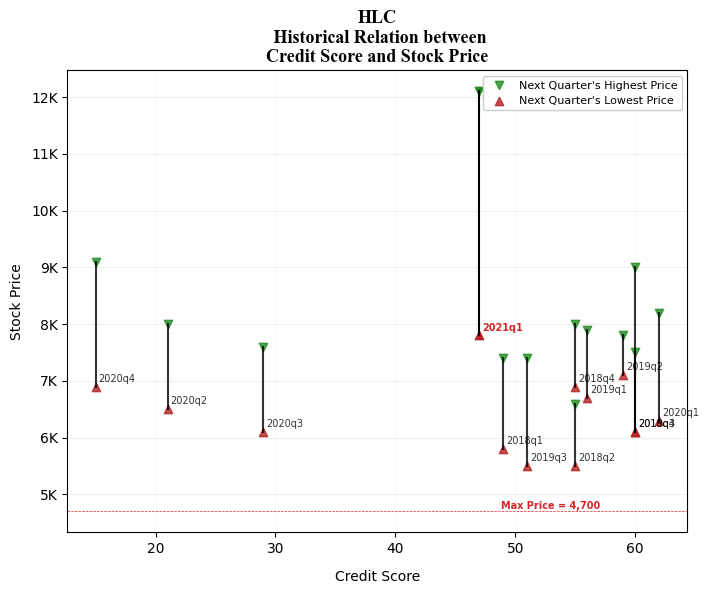 HLC
Historical Relation between
Credit Score and Stock Price
Next Quarter's Highest Price
Next Quarter's Lowest Price
12K
11K
10K
9K
8K
7K
6K
5K
Stock Price
2021q1
2019q2
2020q4
2018q4
2019q1
2020q2
2020q1
2020q3
2018q1
2019q3
2018q2
Max Price = 4,700
20
30
40
50
60
Credit Score